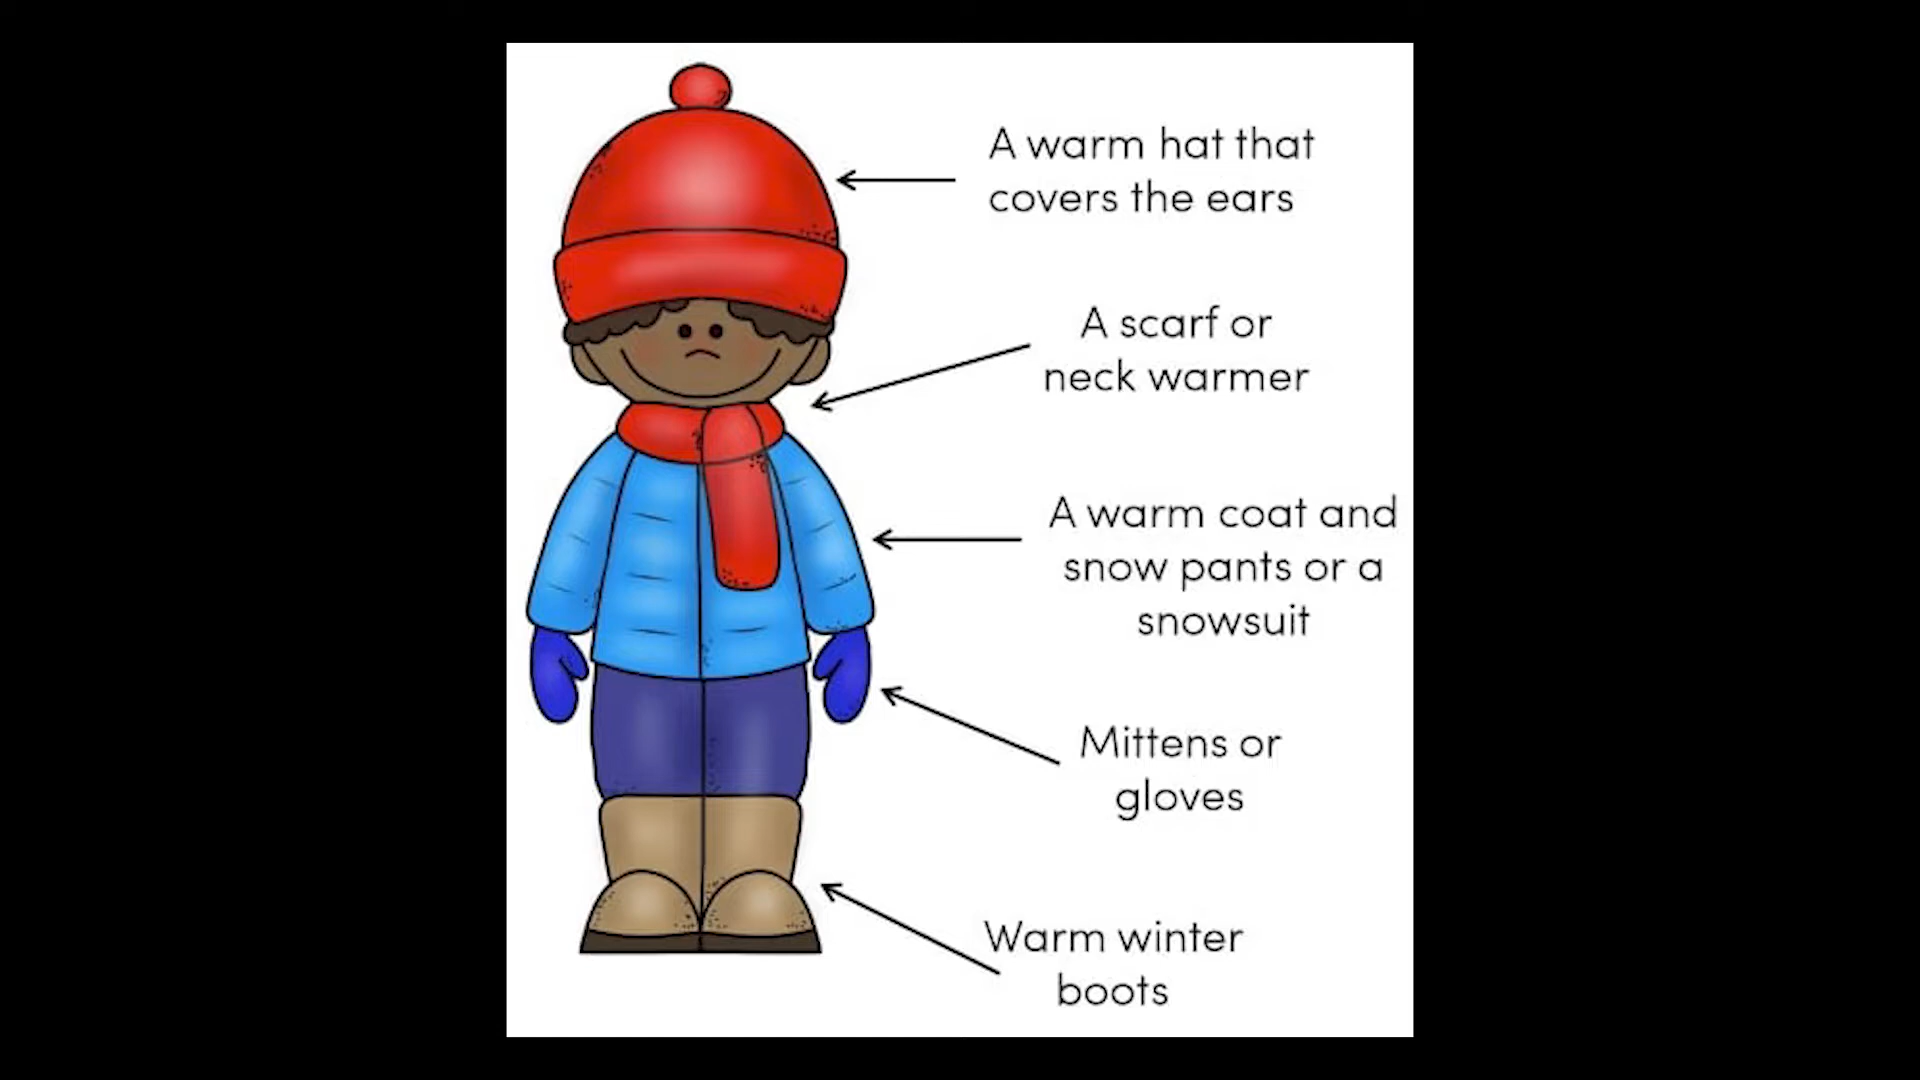 A warm hat that
covers the ears
A scarf or
neck warmer
A warm coat and
snow pants or a
snowsuit
Mittens or
gloves
Warm winter
boots